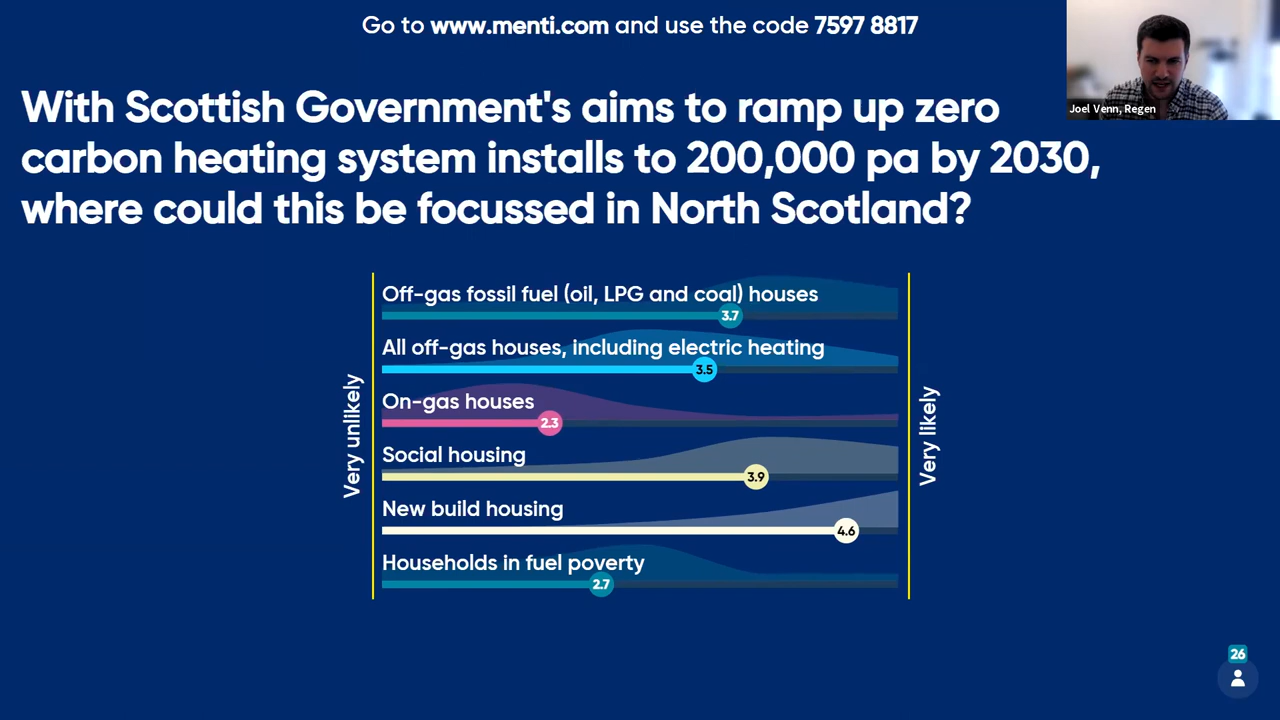 Go to www.menti.com and use the code 7597 8817
Joel Venn, Regen
With Scottish Government's aims to ramp up zero
carbon heating system installs to 200,000 pa by 2030,
where could this be focussed in North Scotland?
Very unlikely
Off-gas fossil fuel (oil, LPG and coal) houses
3.7
All off-gas houses, including electric heating
3.5
On-gas houses
2.3
Social housing
3.9
New build housing
4.6
Households in fuel poverty
2.7
Very likely
26